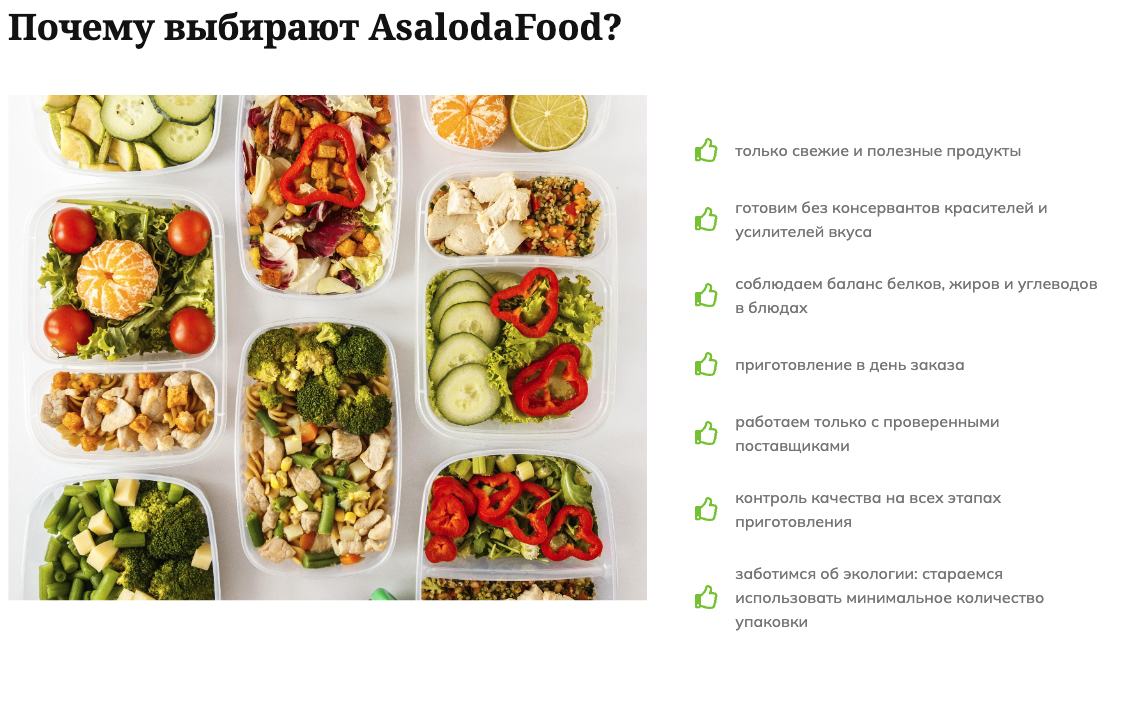 Почему выбирают AsalodaFood?
только свежие и полезные продукты
готовим без консервантов красителей и
усилителей вкуса
соблюдаем баланс белков, жиров и углеводов
в блюдах
приготовление в день заказа
работаем только с проверенными
поставщиками
контроль качества на всех этапах
приготовления
заботимся об экологии: стараемся
использовать минимальное количество
упаковки